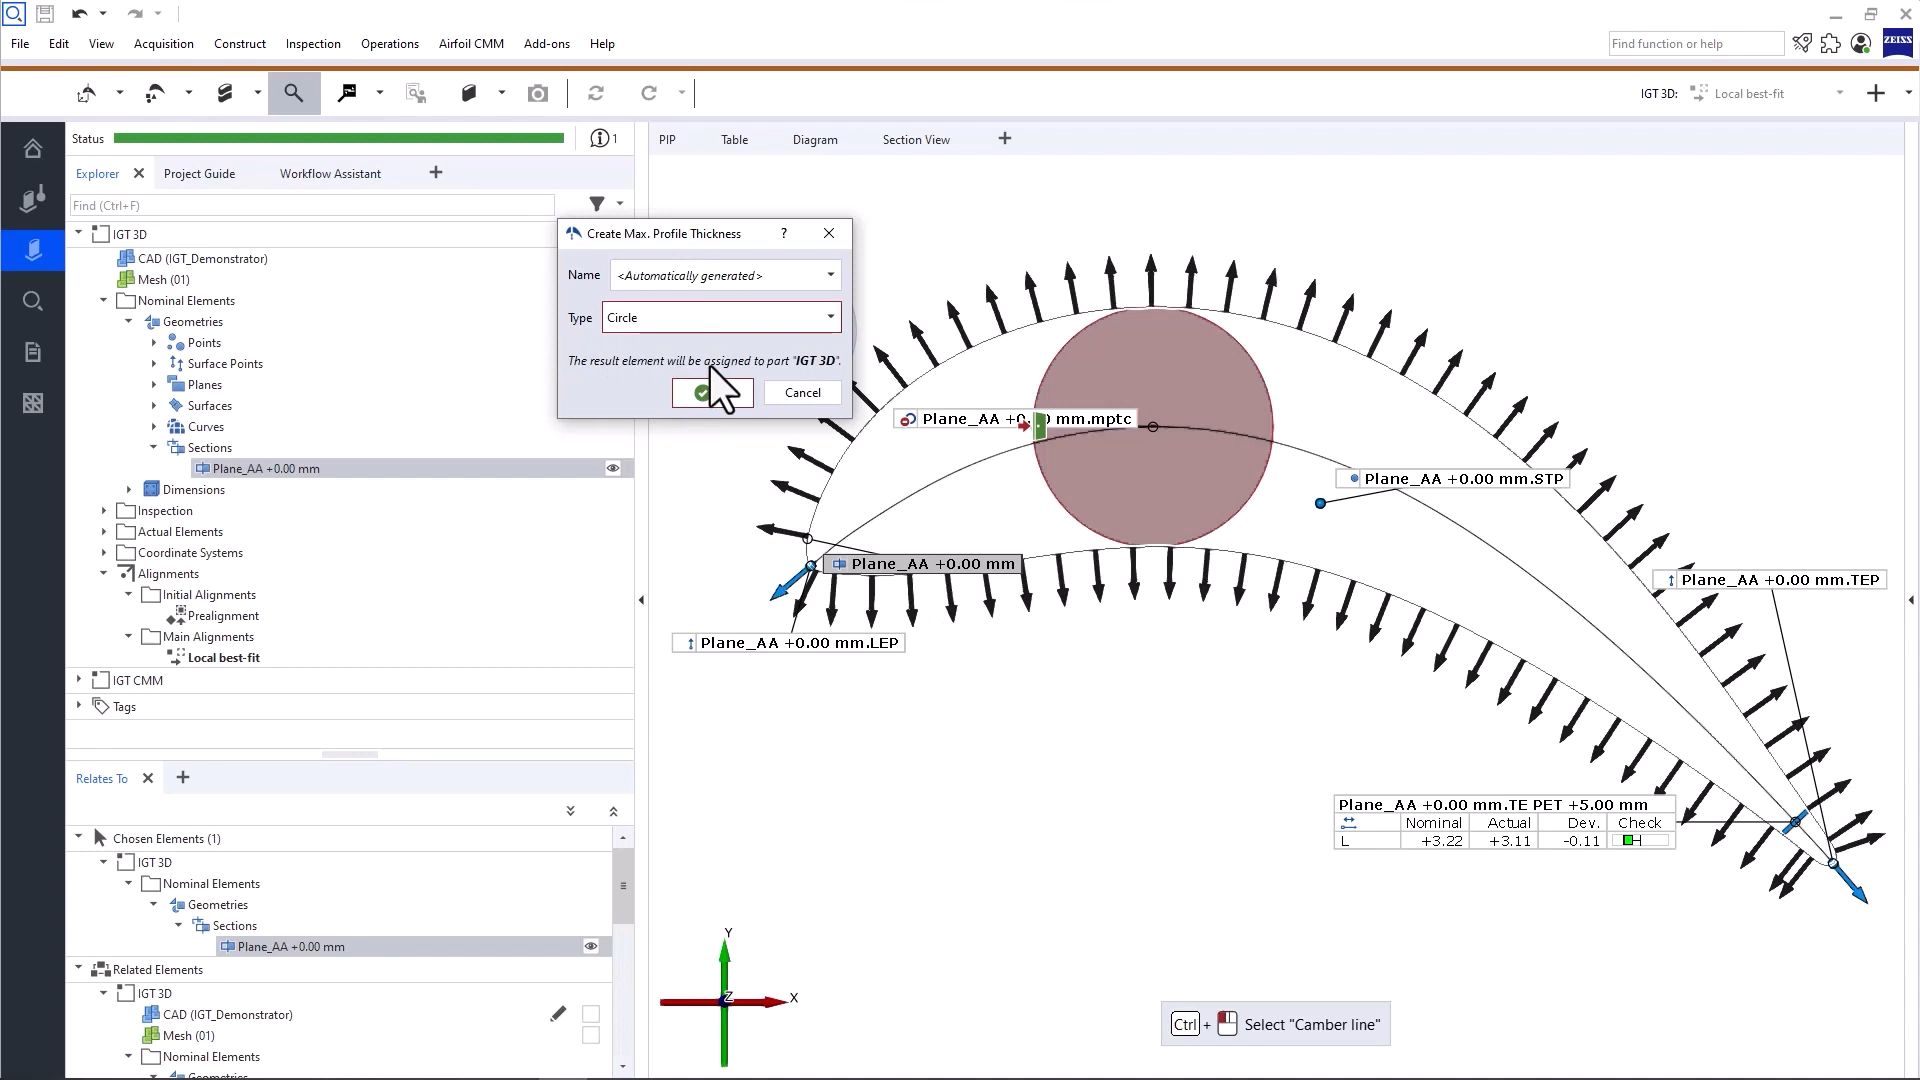 File Edit View Acquisition Construct Inspection Operations Airfoil CMM Add-ons Help
Find function or help
ZEISS
IGT 3D: Local best-fit
Status
1
PIP Table Diagram Section View
Explorer Project Guide Workflow Assistant
Find (Ctrl+F)
IGT 3D
CAD (IGT_Demonstrator)
Mesh (01)
Nominal Elements
Geometries
Points
Surface Points
Planes
Surfaces
Curves
Sections
Plane_AA +0.00 mm
Dimensions
Inspection
Actual Elements
Coordinate Systems
Alignments
Initial Alignments
Prealignment
Main Alignments
Local best-fit
IGT CMM
Tags
Relates To
Chosen Elements (1)
IGT 3D
Nominal Elements
Geometries
Sections
Plane_AA +0.00 mm
Related Elements
IGT 3D
CAD (IGT_Demonstrator)
Mesh (01)
Nominal Elements
Geometries
Create Max. Profile Thickness ?
Name <Automatically generated>
Type Circle
The result element will be assigned to part "IGT 3D".
Cancel
Plane_AA mm.mptc
Plane_AA +0.00 mm.STP
Plane_AA +0.00 mm
Plane_AA +0.00 mm.TEP
Plane_AA +0.00 mm.LEP
Plane_AA +0.00 mm.TE PET +5.00 mm
Nominal Actual Dev. Check
L +3.22 +3.11 -0.11
Y
Z
X
Ctrl + Select "Camber line"